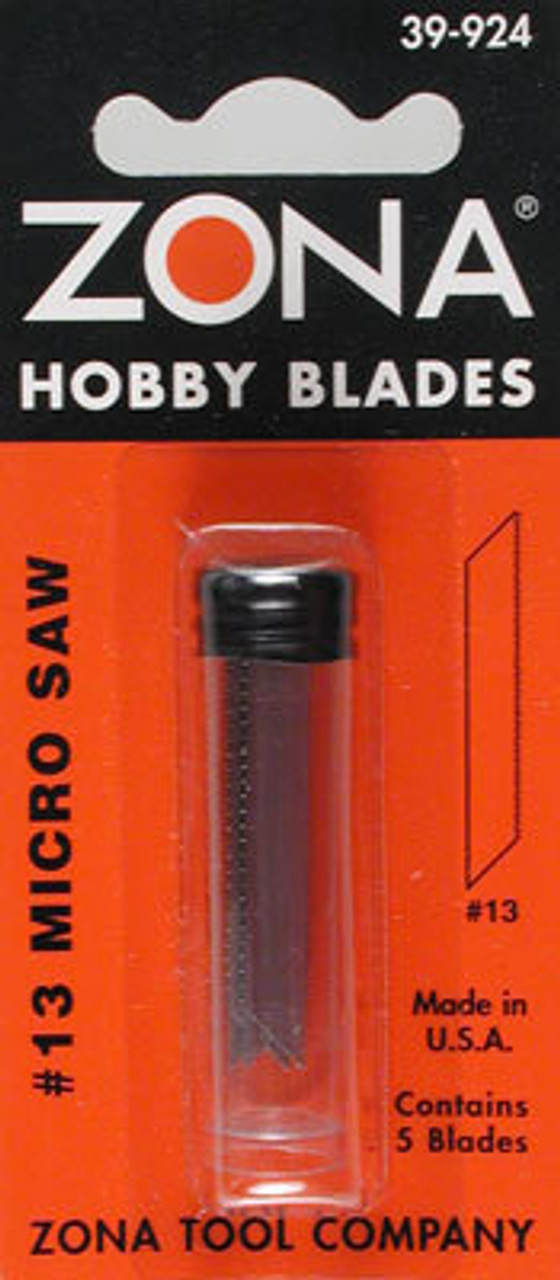 39-924
ZONA®
HOBBY BLADES
#13 MICRO SAW
#13
Made in
U.S.A.
Contains
5 Blades
ZONA TOOL COMPANY